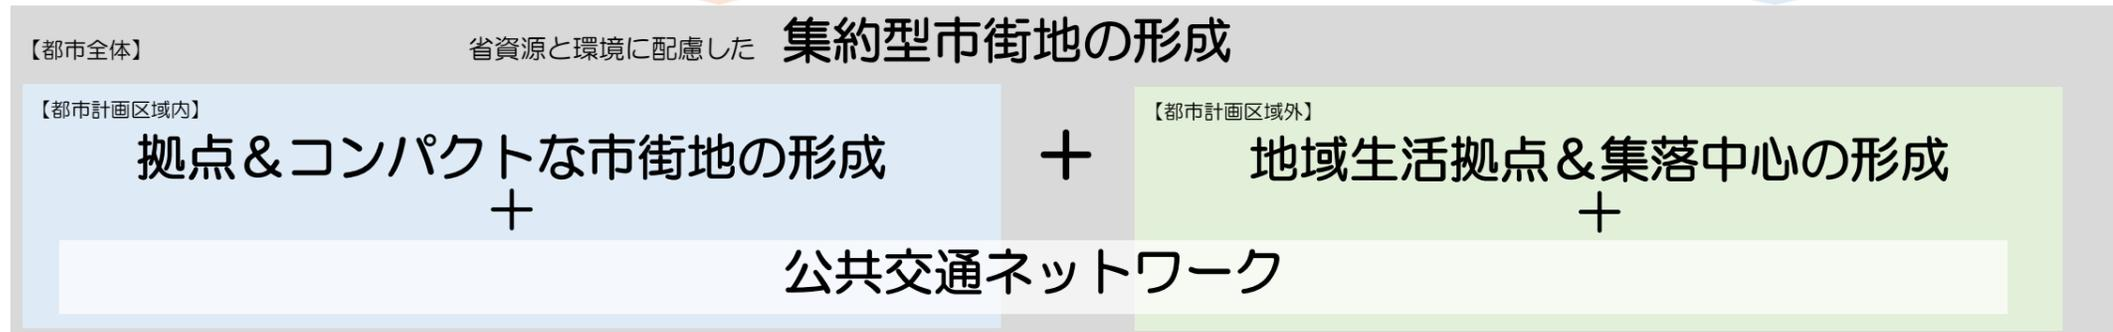 【都市全体】 省資源と環境に配慮した 集約型市街地の形成
【都市計画区域内】
拠点&コンパクトな市街地の形成
+
+
【都市計画区域外】
地域生活拠点&集落中心の形成
+
公共交通ネットワーク